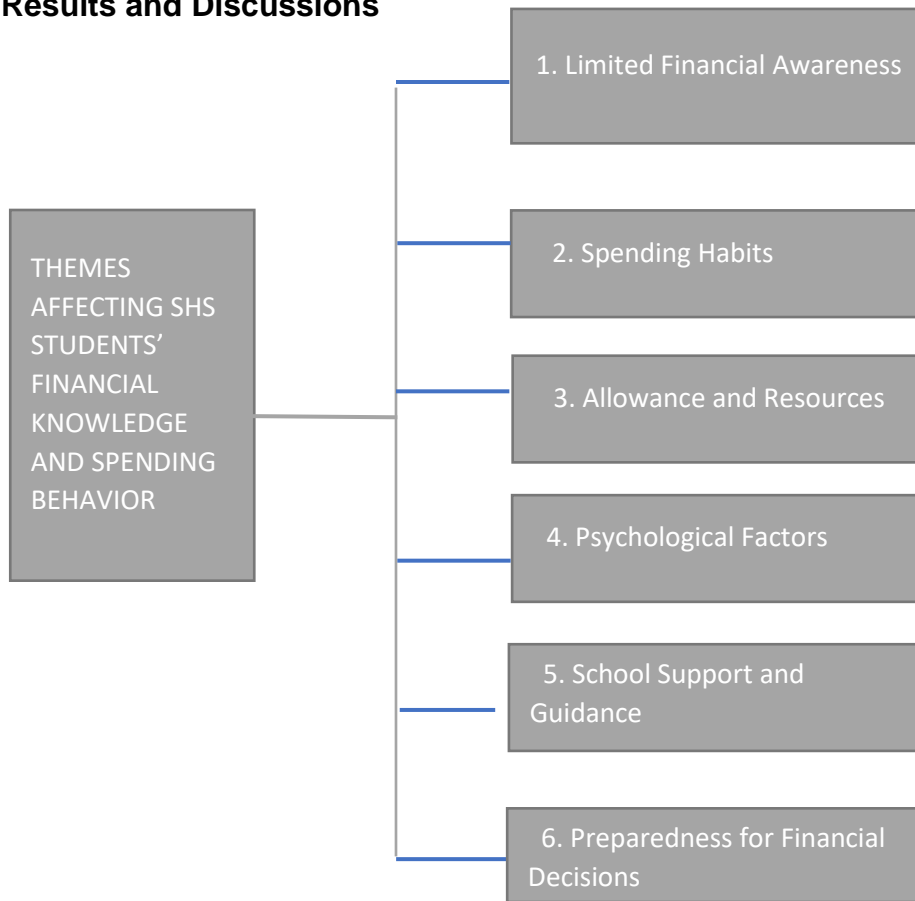 Results and Discussions
1. Limited Financial Awareness
2. Spending Habits
THEMES
AFFECTING SHS
STUDENTS’
FINANCIAL
KNOWLEDGE
AND SPENDING
BEHAVIOR
3. Allowance and Resources
4. Psychological Factors
5. School Support and
Guidance
6. Preparedness for Financial
Decisions